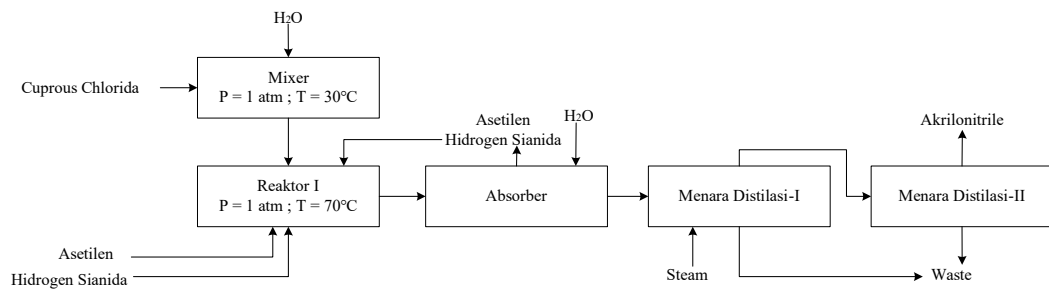 H2O
Mixer
P = 1 atm ; T = 30°C
Cuprous Chlorida
Asetilen
Hidrogen Sianida
H2O
Akrilonitrile
Reaktor I
P = 1 atm ; T = 70°C
Absorber
Menara Distilasi-I
Menara Distilasi-II
Asetilen
Hidrogen Sianida
Steam
Waste